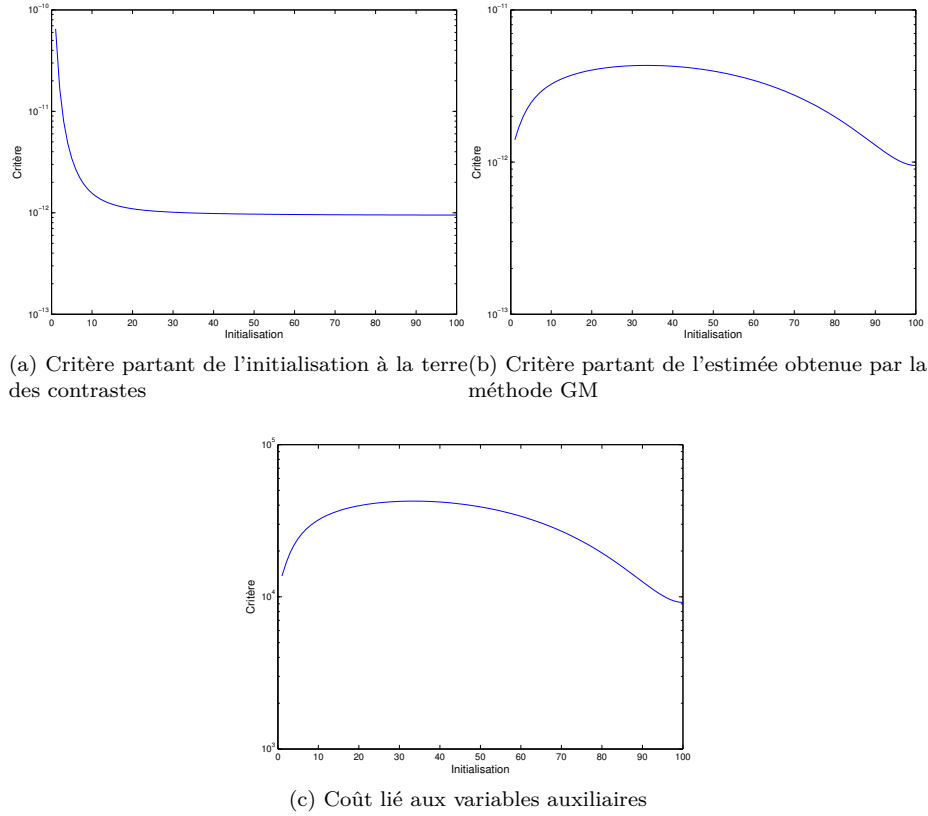 10^-10
10^-11
10^-12
10^-13
Critère
0 10 20 30 40 50 60 70 80 90 100
Initialisation
10^-11
10^-12
10^-13
Critère
0 10 20 30 40 50 60 70 80 90 100
Initialisation
(a) Critère partant de l'initialisation à la terre
des contrastes
(b) Critère partant de l'estimée obtenue par la
méthode GM
10^5
10^4
10^3
Critère
0 10 20 30 40 50 60 70 80 90 100
Initialisation
(c) Coût lié aux variables auxiliaires